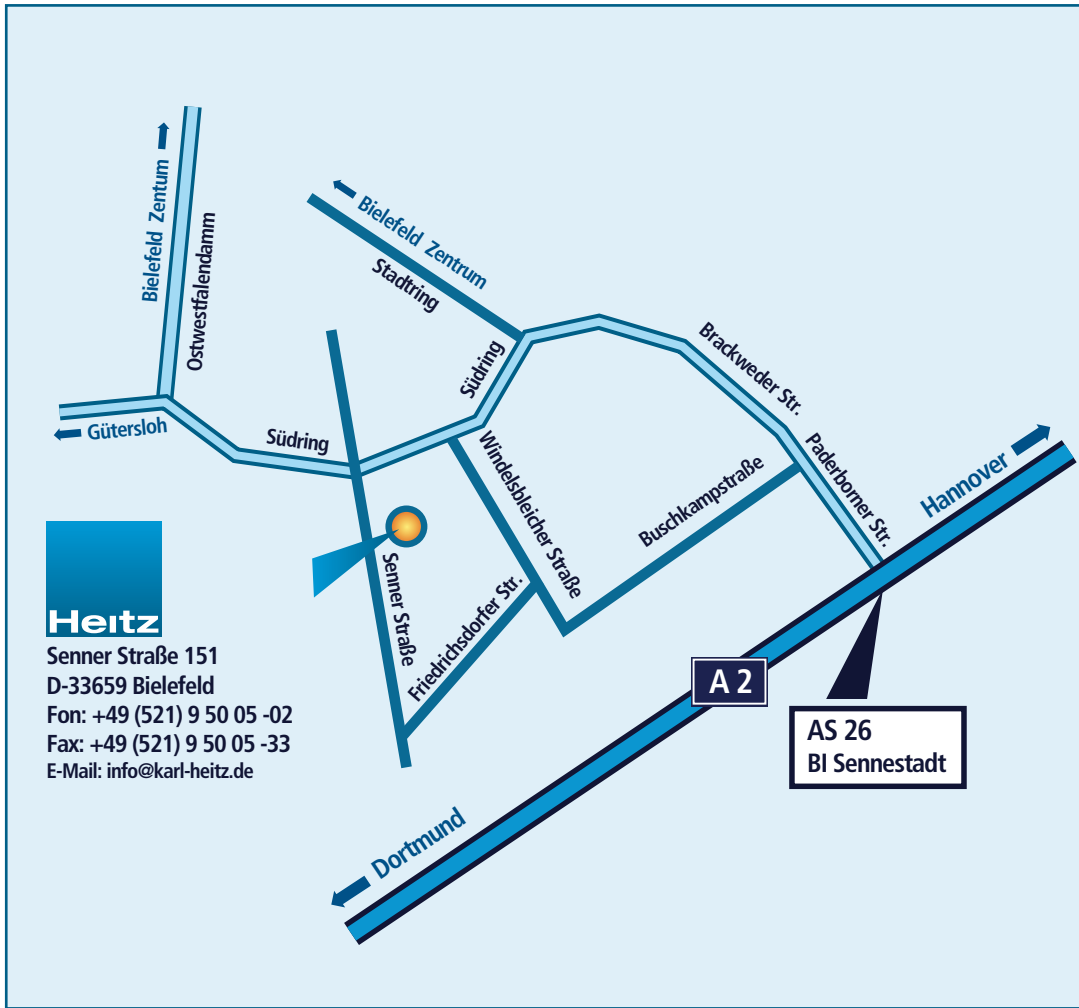 Bielefeld Zentum
Ostwestfalendamm
Bielefeld Zentrum
Stadtring
Südring
Brackweder Str.
Paderborner Str.
Hannover
Gütersloh
Südring
Windelsbleicher Straße
Buschkampstraße
Senner Straße
Friedrichsdorfer Str.
Heitz
Senner Straße 151
D-33659 Bielefeld
Fon: +49 (521) 9 50 05 -02
Fax: +49 (521) 9 50 05 -33
E-Mail: info@karl-heitz.de
A 2
AS 26
BI Sennestadt
Dortmund